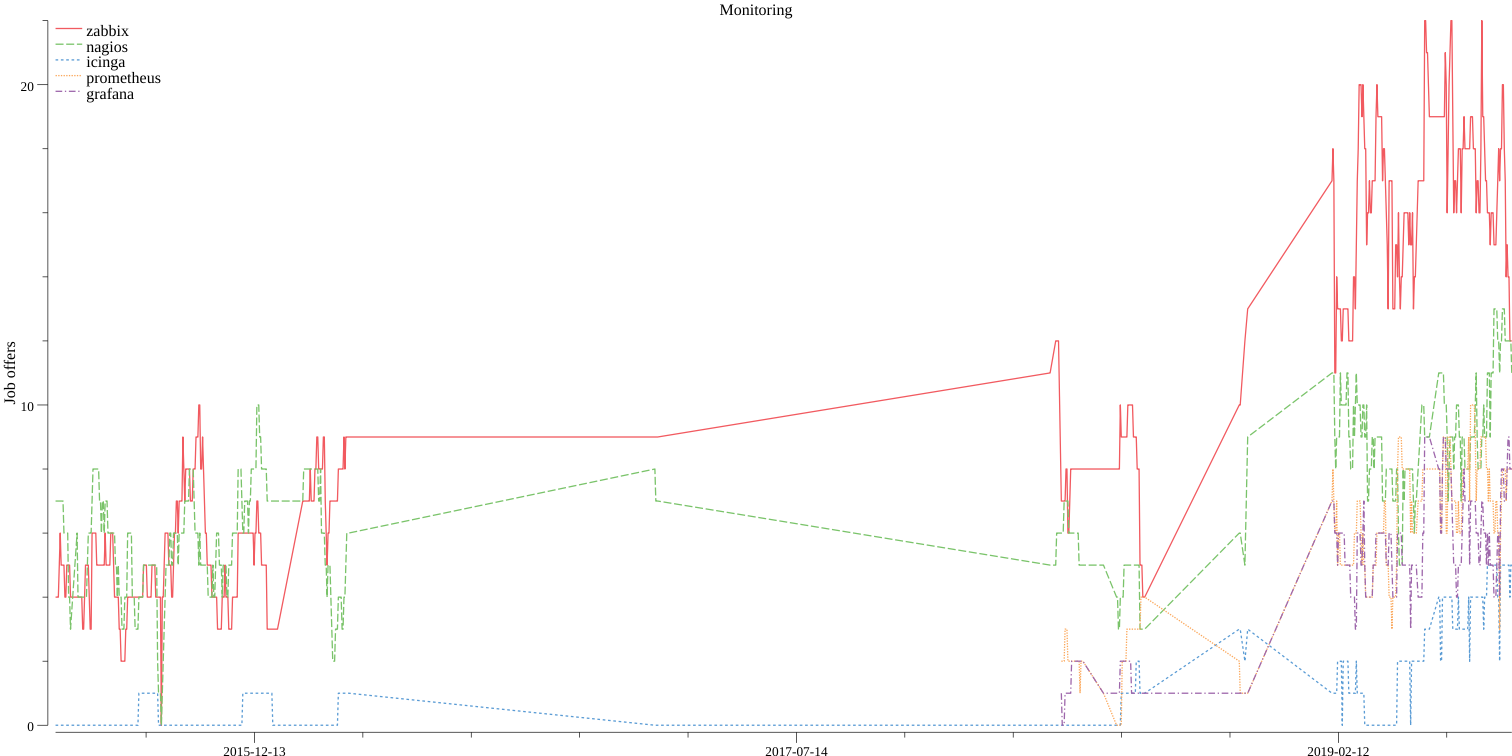 Monitoring
zabbix
nagios
icinga
prometheus
grafana
Job offers
20
10
0
2015-12-13
2017-07-14
2019-02-12